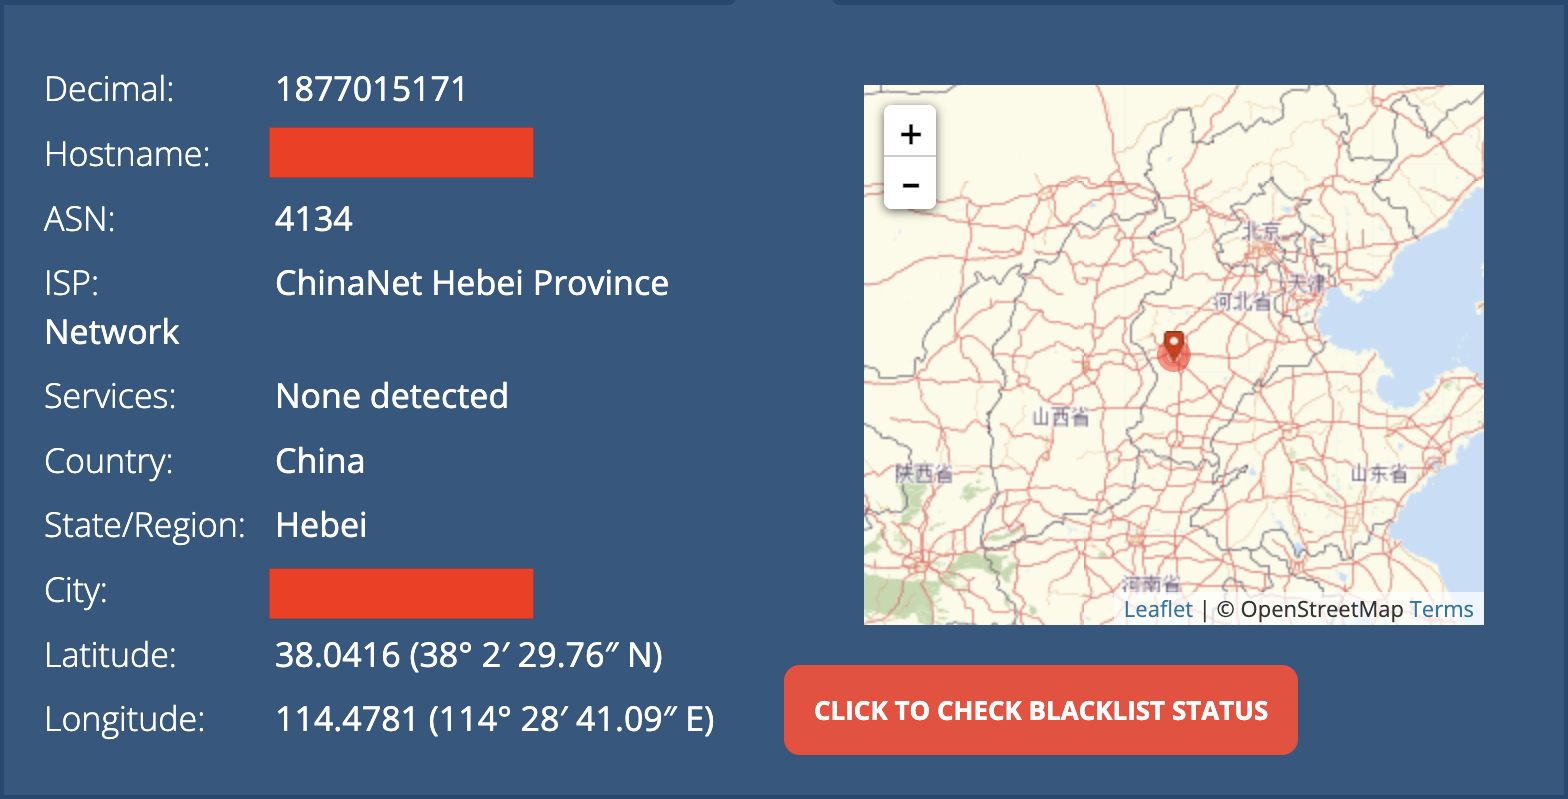 Decimal: 1877015171
Hostname:
ASN: 4134
ISP: ChinaNet Hebei Province
Network
Services: None detected
Country: China
State/Region: Hebei
City:
Latitude: 38.0416 (38° 2′ 29.76″ N)
Longitude: 114.4781 (114° 28′ 41.09″ E)
+
-
北京
天津
河北省
山西省
陕西省
山东省
河南省
Leaflet | © OpenStreetMap Terms
CLICK TO CHECK BLACKLIST STATUS